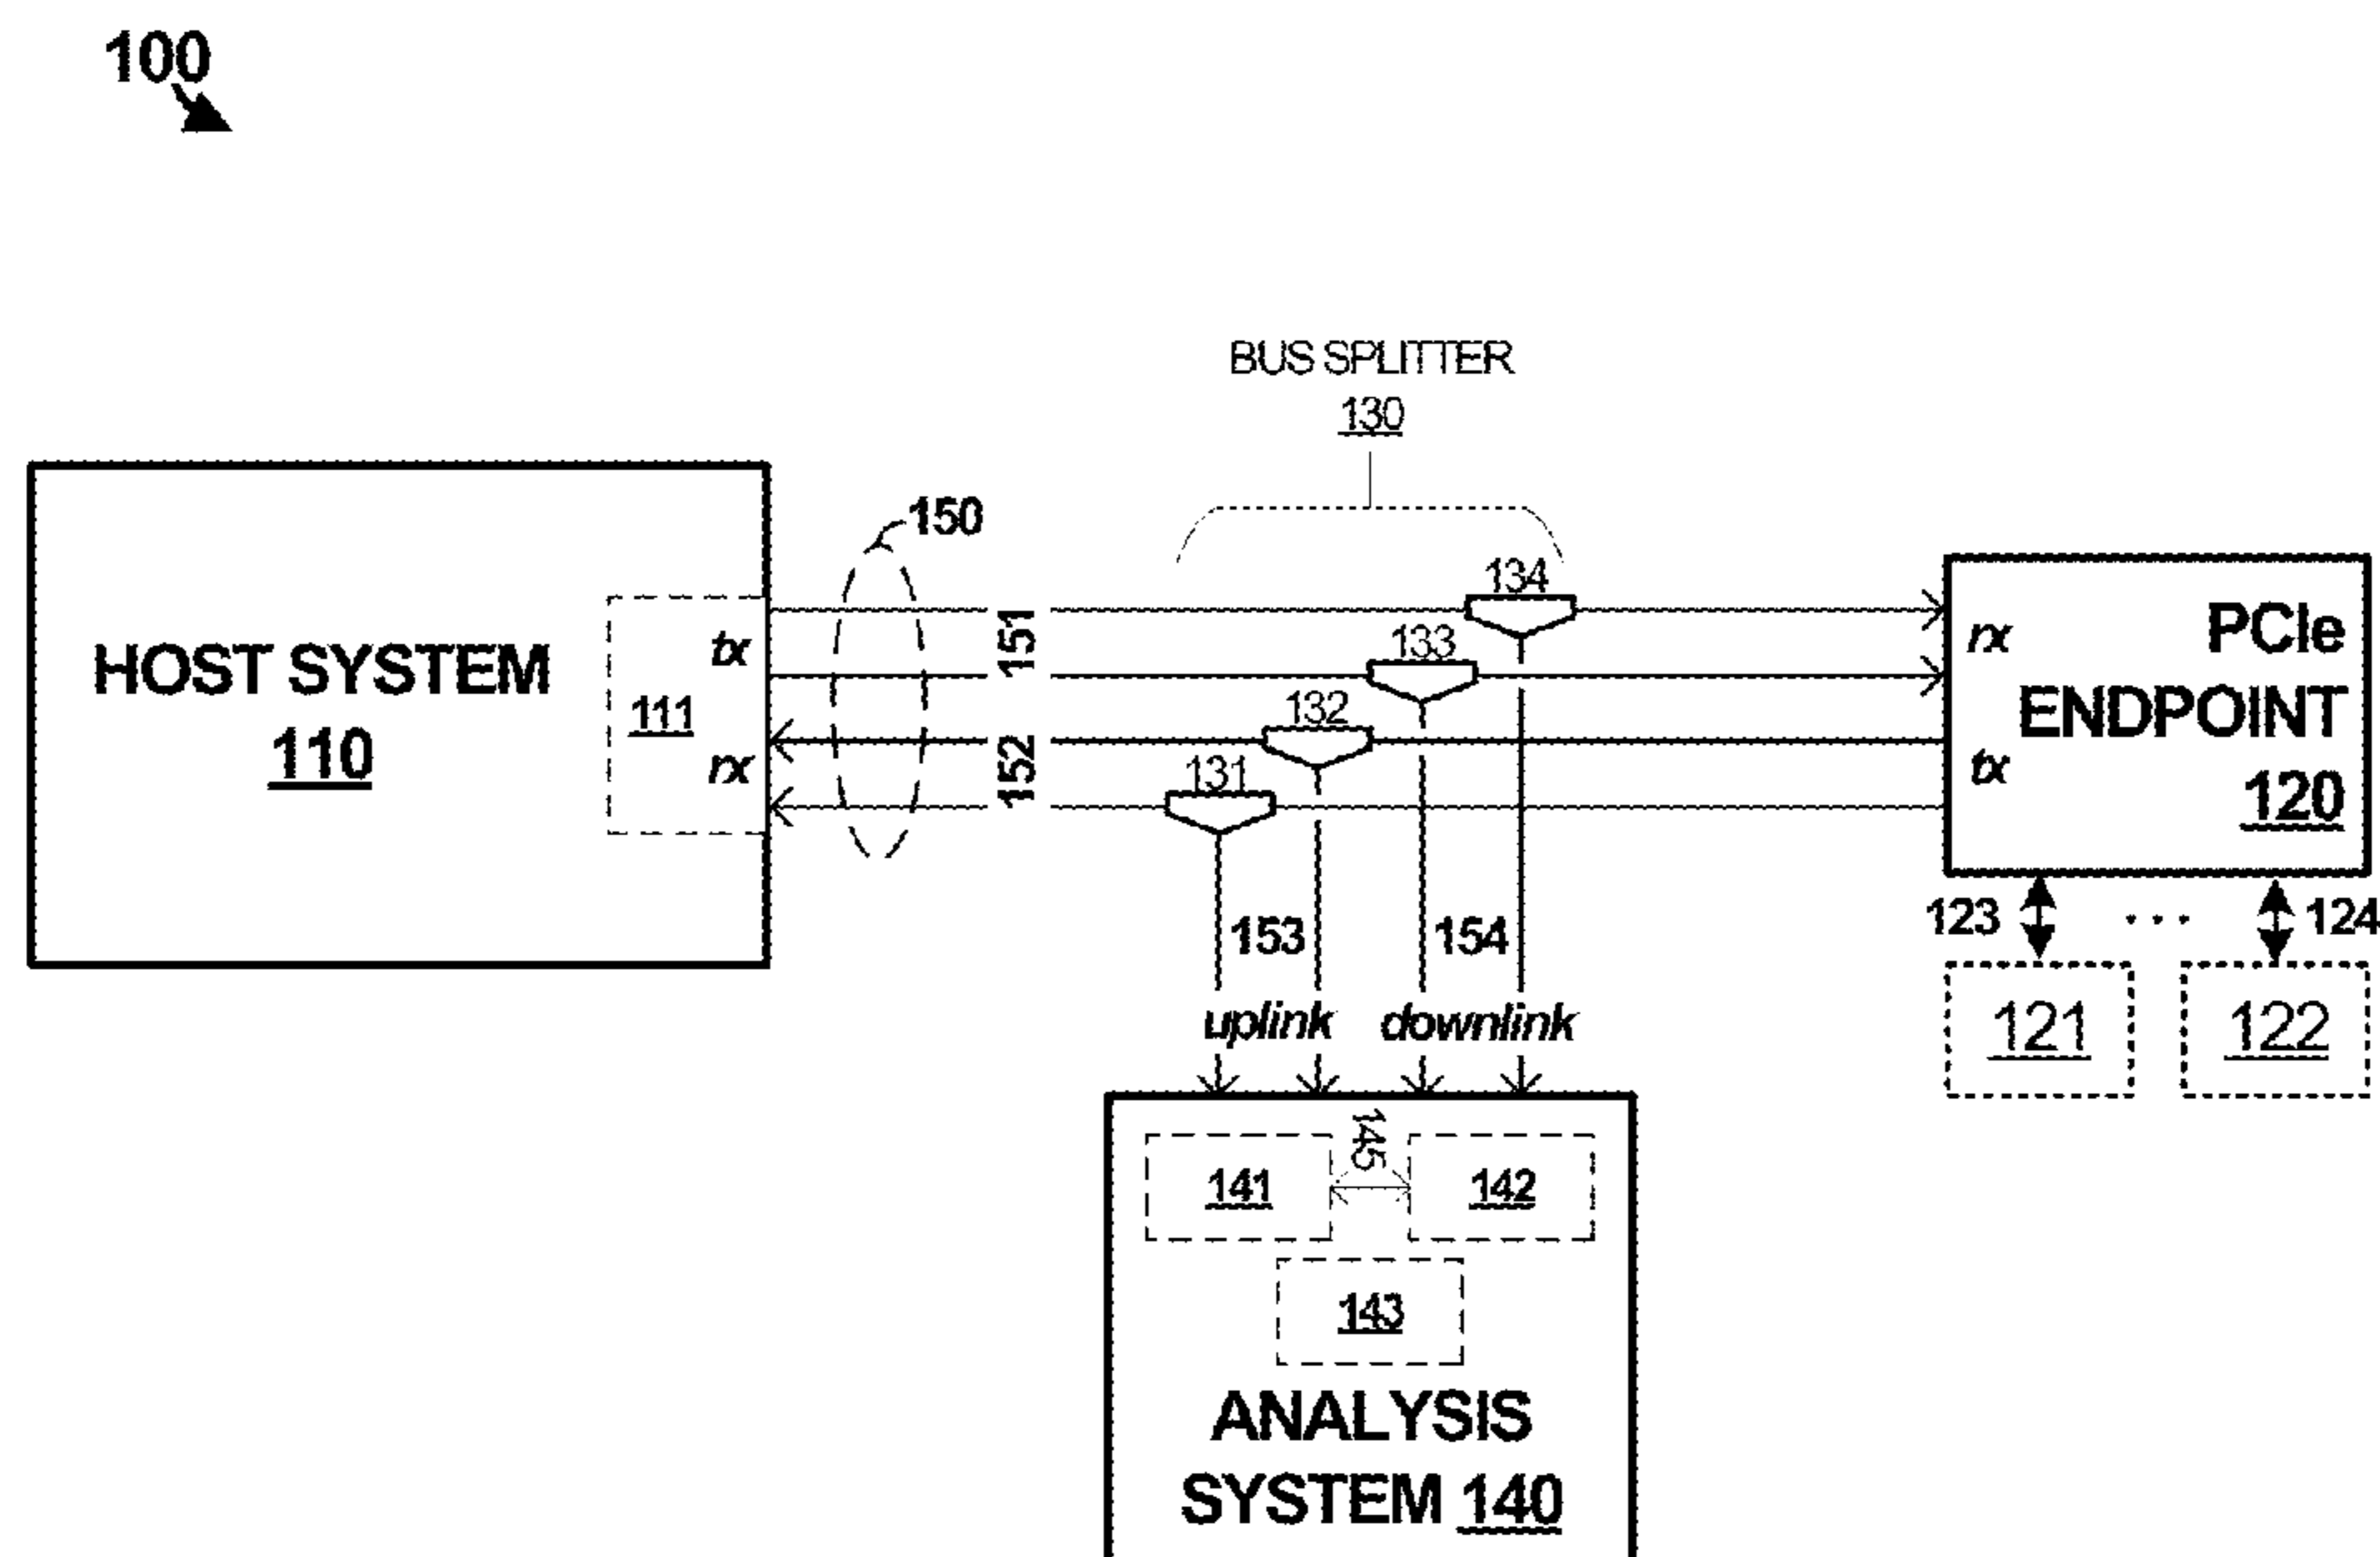 100
BUS SPLITTER
130
150
134
133
132
131
151
152
HOST SYSTEM
110
111
tx
rx
rx
tx
PCIe
ENDPOINT
120
123
. . .
124
121
122
153
154
uplink
downlink
145
141
142
143
ANALYSIS
SYSTEM 140